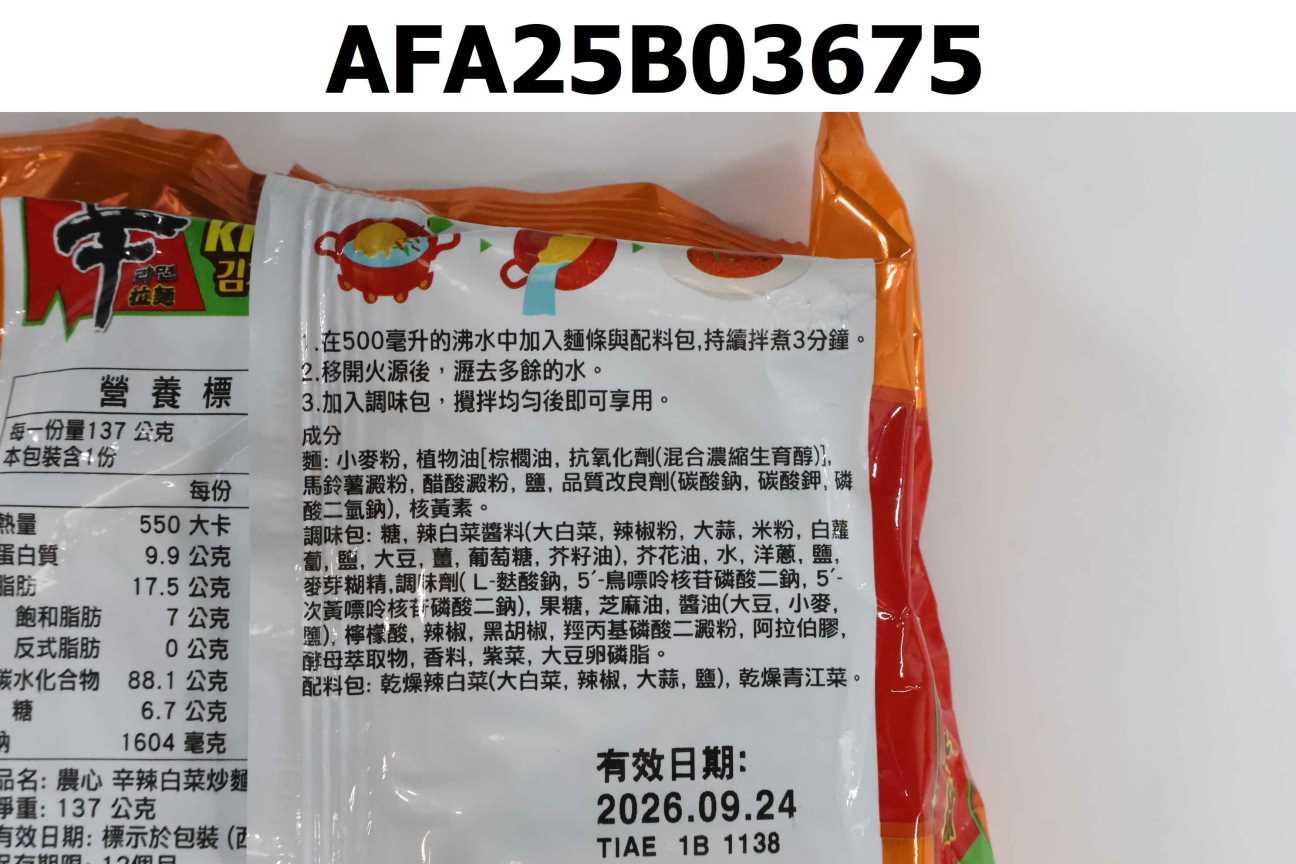 AFA25B03675
辛
拉麵
KI
김
1.在500毫升的沸水中加入麵條與配料包,持續拌煮3分鐘。
2.移開火源後，瀝去多餘的水。
3.加入調味包，攪拌均勻後即可享用。
成分
麵: 小麥粉, 植物油[棕櫚油, 抗氧化劑(混合濃縮生育醇)],
馬鈴薯澱粉, 醋酸澱粉, 鹽, 品質改良劑(碳酸鈉, 碳酸鉀, 磷
酸二氫鈉), 核黃素。
調味包: 糖, 辣白菜醬料(大白菜, 辣椒粉, 大蒜, 米粉, 白蘿
蔔, 鹽, 大豆, 薑, 葡萄糖, 芥籽油), 芥花油, 水, 洋蔥, 鹽,
麥芽糊精,調味劑( L-麩酸鈉, 5´-鳥嘌呤核苷磷酸二鈉, 5´-
次黃嘌呤核苷磷酸二鈉), 果糖, 芝麻油, 醬油(大豆, 小麥,
鹽), 檸檬酸, 辣椒, 黑胡椒, 羥丙基磷酸二澱粉, 阿拉伯膠,
酵母萃取物, 香料, 紫菜, 大豆卵磷脂。
配料包: 乾燥辣白菜(大白菜, 辣椒, 大蒜, 鹽), 乾燥青江菜。
有效日期:
2026.09.24
TIAE 1B 1138
營養標
每一份量137 公克
本包裝含1份
每份
熱量 550 大卡
蛋白質 9.9 公克
脂肪 17.5 公克
飽和脂肪 7 公克
反式脂肪 0 公克
碳水化合物 88.1 公克
糖 6.7 公克
鈉 1604 毫克
品名: 農心 辛辣白菜炒麵
淨重: 137 公克
有效日期: 標示於包裝 (西
保存期限: 12個月